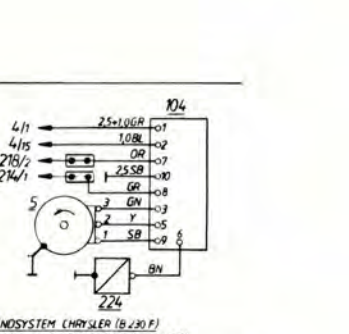 104
4/1 2,5+1,0GR 1
4/15 1,0BL 2
218/2 OR 7
214/1 2,5 SB 10
GR 8
5 3 GN 3
2 Y 5
1 SB 9 6
BN
224
NDSYSTEM CHRYSLER (B 230 F)